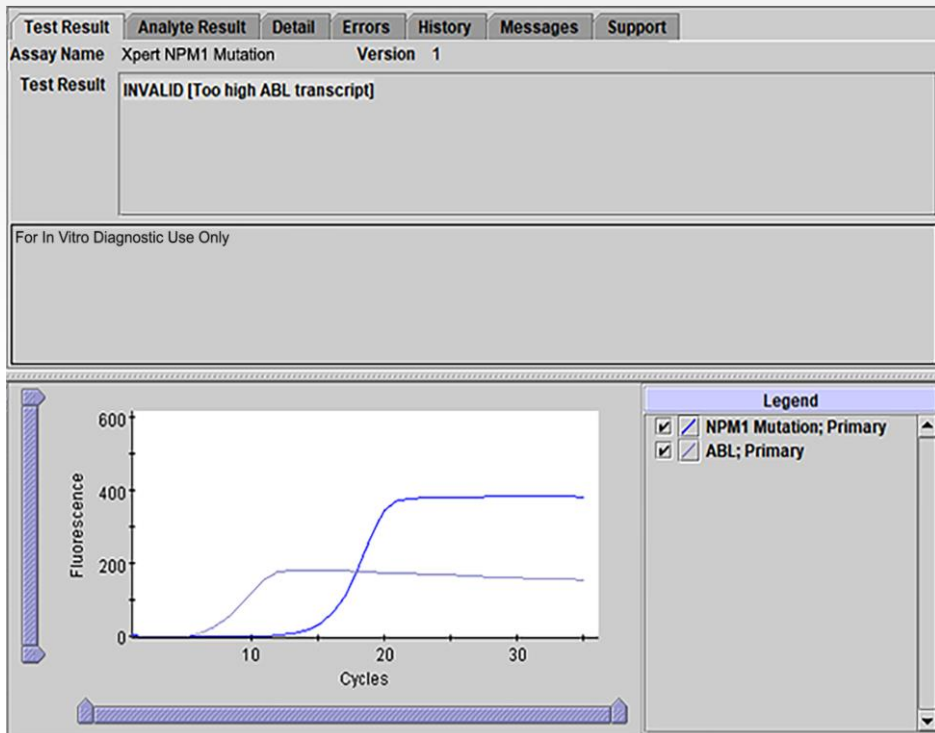 Test Result Analyte Result Detail Errors History Messages Support
Assay Name Xpert NPM1 Mutation Version 1
Test Result INVALID [Too high ABL transcript]
For In Vitro Diagnostic Use Only
Legend
NPM1 Mutation; Primary
ABL; Primary
600
400
200
0
Fluorescence
10 20 30
Cycles